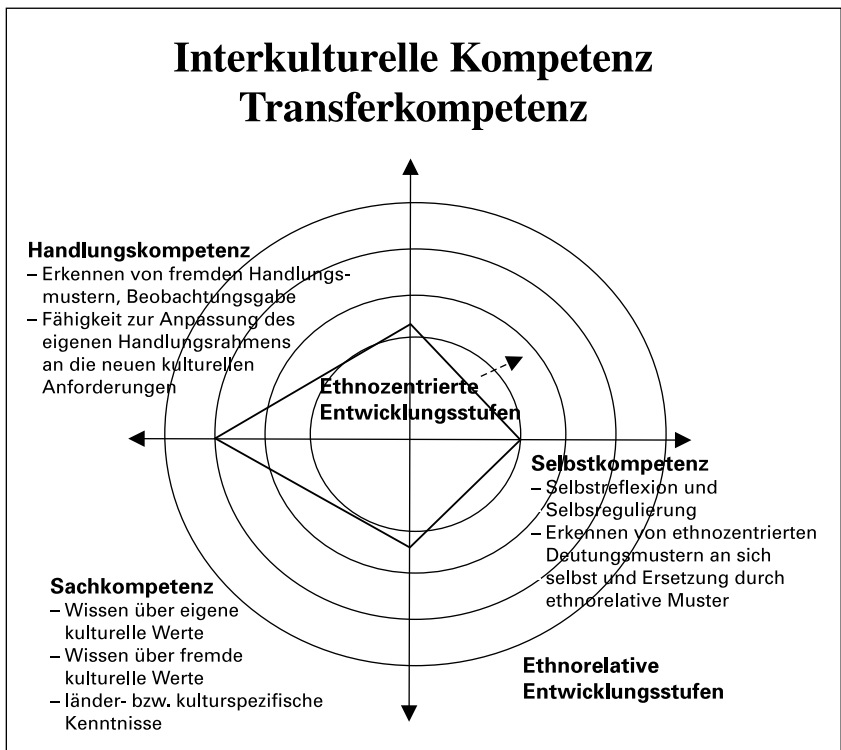 Interkulturelle Kompetenz
Transferkompetenz
Handlungskompetenz
– Erkennen von fremden Handlungs-
mustern, Beobachtungsgabe
– Fähigkeit zur Anpassung des
eigenen Handlungsrahmens
an die neuen kulturellen
Anforderungen
Ethnozentrierte
Entwicklungsstufen
Selbstkompetenz
– Selbstreflexion und
Selbsregulierung
– Erkennen von ethnozentrierten
Deutungsmustern an sich
selbst und Ersetzung durch
ethnorelative Muster
Sachkompetenz
– Wissen über eigene
kulturelle Werte
– Wissen über fremde
kulturelle Werte
– länder- bzw. kulturspezifische
Kenntnisse
Ethnorelative
Entwicklungsstufen